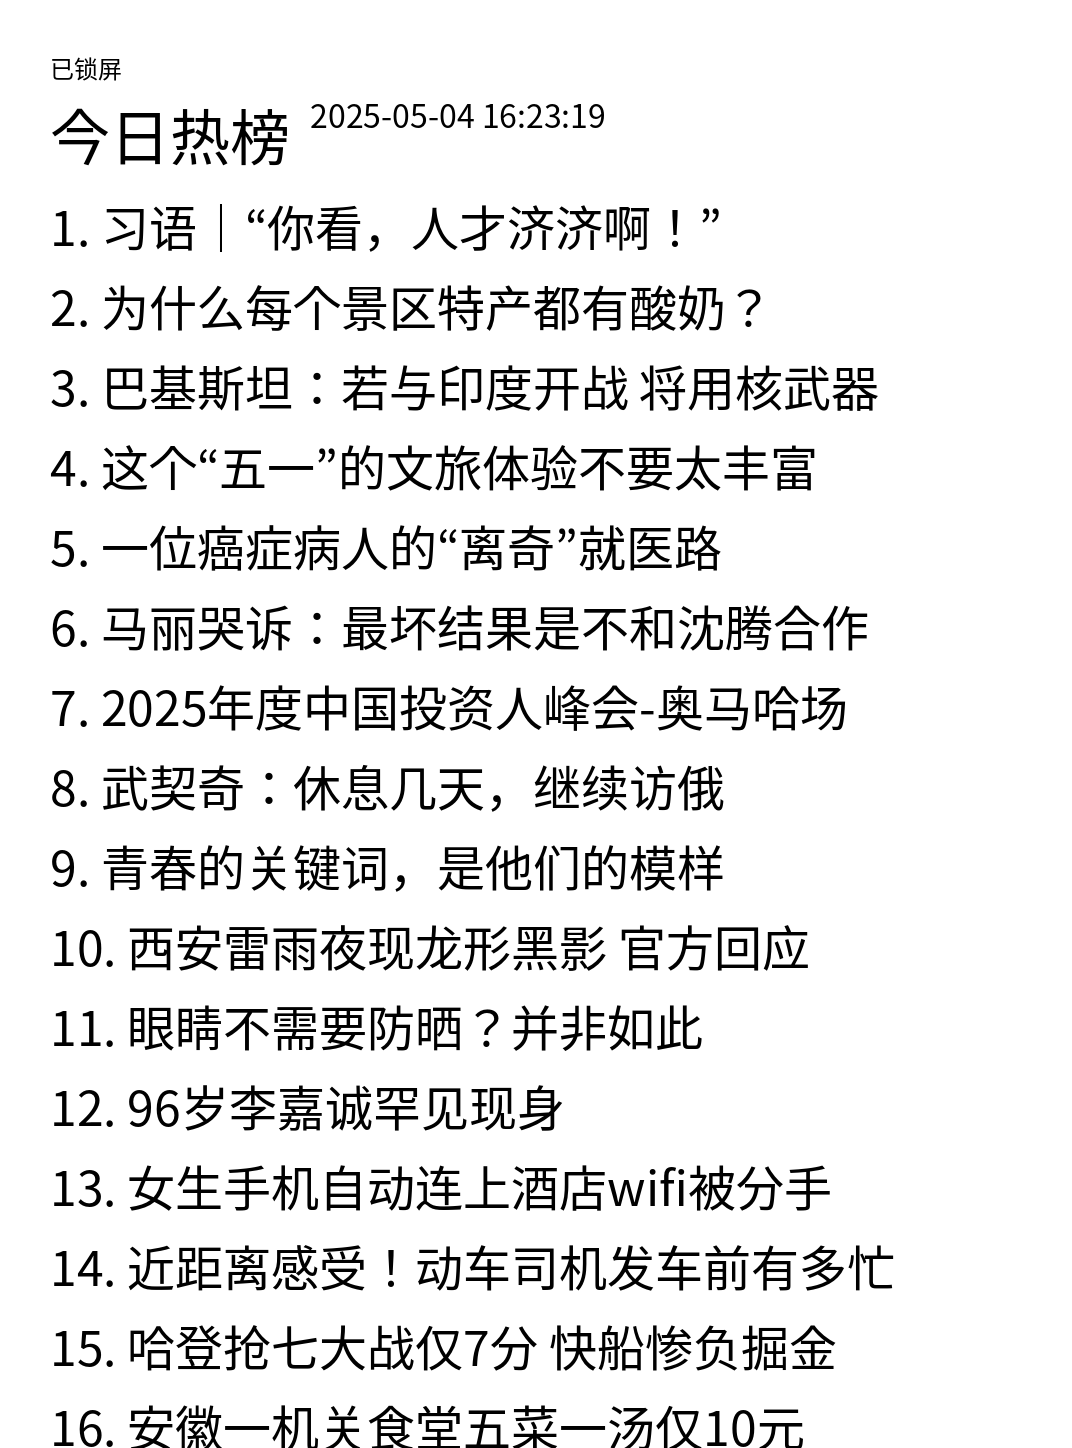 已锁屏
今日热榜 2025-05-04 16:23:19
1. 习语｜“你看，人才济济啊！”
2. 为什么每个景区特产都有酸奶？
3. 巴基斯坦：若与印度开战 将用核武器
4. 这个“五一”的文旅体验不要太丰富
5. 一位癌症病人的“离奇”就医路
6. 马丽哭诉：最坏结果是不和沈腾合作
7. 2025年度中国投资人峰会-奥马哈场
8. 武契奇：休息几天，继续访俄
9. 青春的关键词，是他们的模样
10. 西安雷雨夜现龙形黑影 官方回应
11. 眼睛不需要防晒？并非如此
12. 96岁李嘉诚罕见现身
13. 女生手机自动连上酒店wifi被分手
14. 近距离感受！动车司机发车前有多忙
15. 哈登抢七大战仅7分 快船惨负掘金
16. 安徽一机关食堂五菜一汤仅10元